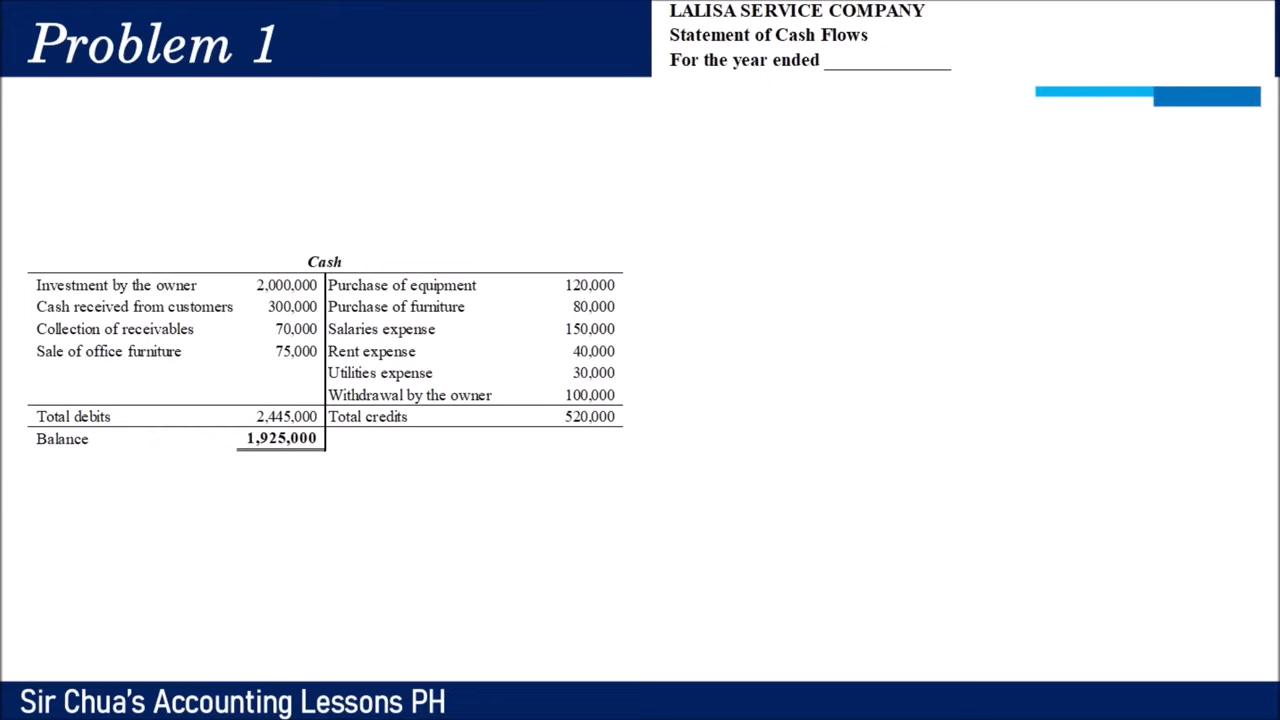 Problem 1
LALISA SERVICE COMPANY
Statement of Cash Flows
For the year ended ______________
Cash
Investment by the owner 2,000,000 Purchase of equipment 120,000
Cash received from customers 300,000 Purchase of furniture 80,000
Collection of receivables 70,000 Salaries expense 150,000
Sale of office furniture 75,000 Rent expense 40,000
Utilities expense 30,000
Withdrawal by the owner 100,000
Total debits 2,445,000 Total credits 520,000
Balance 1,925,000
Sir Chua's Accounting Lessons PH